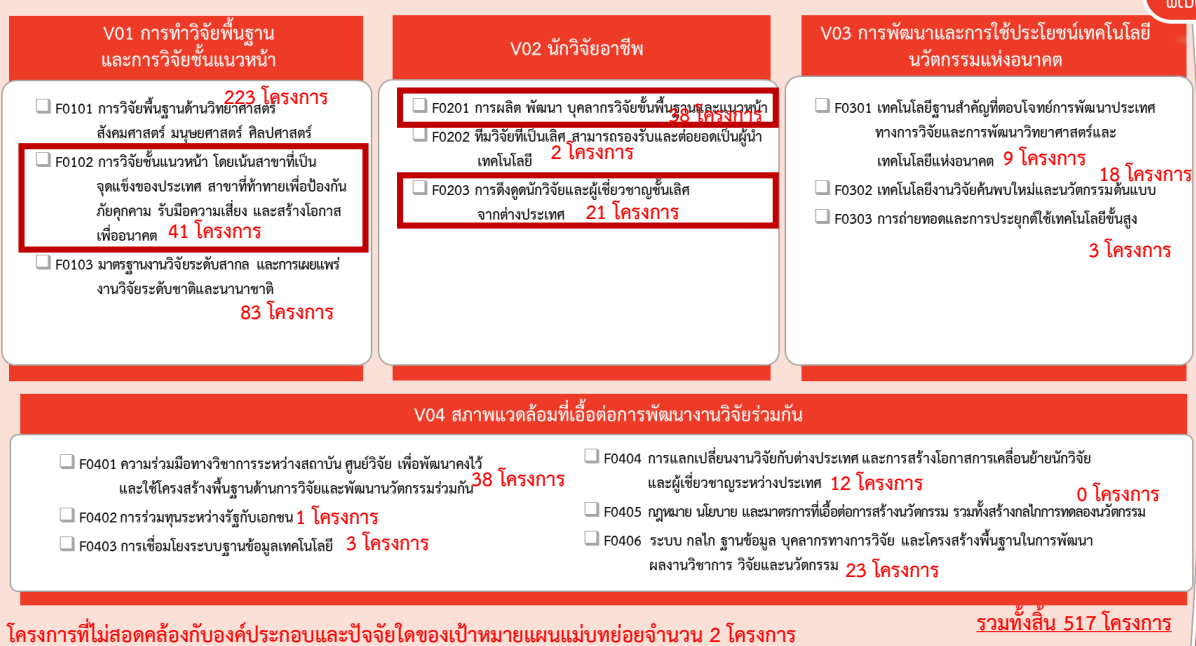 V01 การทำวิจัยพื้นฐาน
และการวิจัยชั้นแนวหน้า
F0101 การวิจัยพื้นฐานด้านวิทยาศาสตร์ 223 โครงการ
สังคมศาสตร์ มนุษยศาสตร์ ศิลปศาสตร์
F0102 การวิจัยชั้นแนวหน้า โดยเน้นสาขาที่เป็น
จุดแข็งของประเทศ สาขาที่ท้าทายเพื่อป้องกัน
ภัยคุกคาม รับมือความเสี่ยง และสร้างโอกาส
เพื่ออนาคต 41 โครงการ
F0103 มาตรฐานงานวิจัยระดับสากล และการเผยแพร่
งานวิจัยระดับชาติและนานาชาติ
83 โครงการ
V02 นักวิจัยอาชีพ
F0201 การผลิต พัฒนา บุคลากรวิจัยขั้นพื้นฐานและแนวหน้า
38 โครงการ
F0202 ทีมวิจัยที่เป็นเลิศ สามารถรองรับและต่อยอดเป็นผู้นำ
เทคโนโลยี 2 โครงการ
F0203 การดึงดูดนักวิจัยและผู้เชี่ยวชาญชั้นเลิศ
จากต่างประเทศ 21 โครงการ
V03 การพัฒนาและการใช้ประโยชน์เทคโนโลยี
นวัตกรรมแห่งอนาคต
F0301 เทคโนโลยีฐานสำคัญที่ตอบโจทย์การพัฒนาประเทศ
ทางการวิจัยและการพัฒนาวิทยาศาสตร์และ
เทคโนโลยีแห่งอนาคต 9 โครงการ
18 โครงการ
F0302 เทคโนโลยีงานวิจัยค้นพบใหม่และนวัตกรรมต้นแบบ
F0303 การถ่ายทอดและการประยุกต์ใช้เทคโนโลยีขั้นสูง
3 โครงการ
V04 สภาพแวดล้อมที่เอื้อต่อการพัฒนางานวิจัยร่วมกัน
F0401 ความร่วมมือทางวิชาการระหว่างสถาบัน ศูนย์วิจัย เพื่อพัฒนาคงไว้
และใช้โครงสร้างพื้นฐานด้านการวิจัยและพัฒนานวัตกรรมร่วมกัน 38 โครงการ
F0402 การร่วมทุนระหว่างรัฐกับเอกชน 1 โครงการ
F0403 การเชื่อมโยงระบบฐานข้อมูลเทคโนโลยี 3 โครงการ
F0404 การแลกเปลี่ยนงานวิจัยกับต่างประเทศ และการสร้างโอกาสการเคลื่อนย้ายนักวิจัย
และผู้เชี่ยวชาญระหว่างประเทศ 12 โครงการ
0 โครงการ
F0405 กฎหมาย นโยบาย และมาตรการที่เอื้อต่อการสร้างนวัตกรรม รวมทั้งสร้างกลไกการทดลองนวัตกรรม
F0406 ระบบ กลไก ฐานข้อมูล บุคลากรทางการวิจัย และโครงสร้างพื้นฐานในการพัฒนา
ผลงานวิชาการ วิจัยและนวัตกรรม 23 โครงการ
รวมทั้งสิ้น 517 โครงการ
โครงการที่ไม่สอดคล้องกับองค์ประกอบและปัจจัยใดของเป้าหมายแผนแม่บทย่อยจำนวน 2 โครงการ